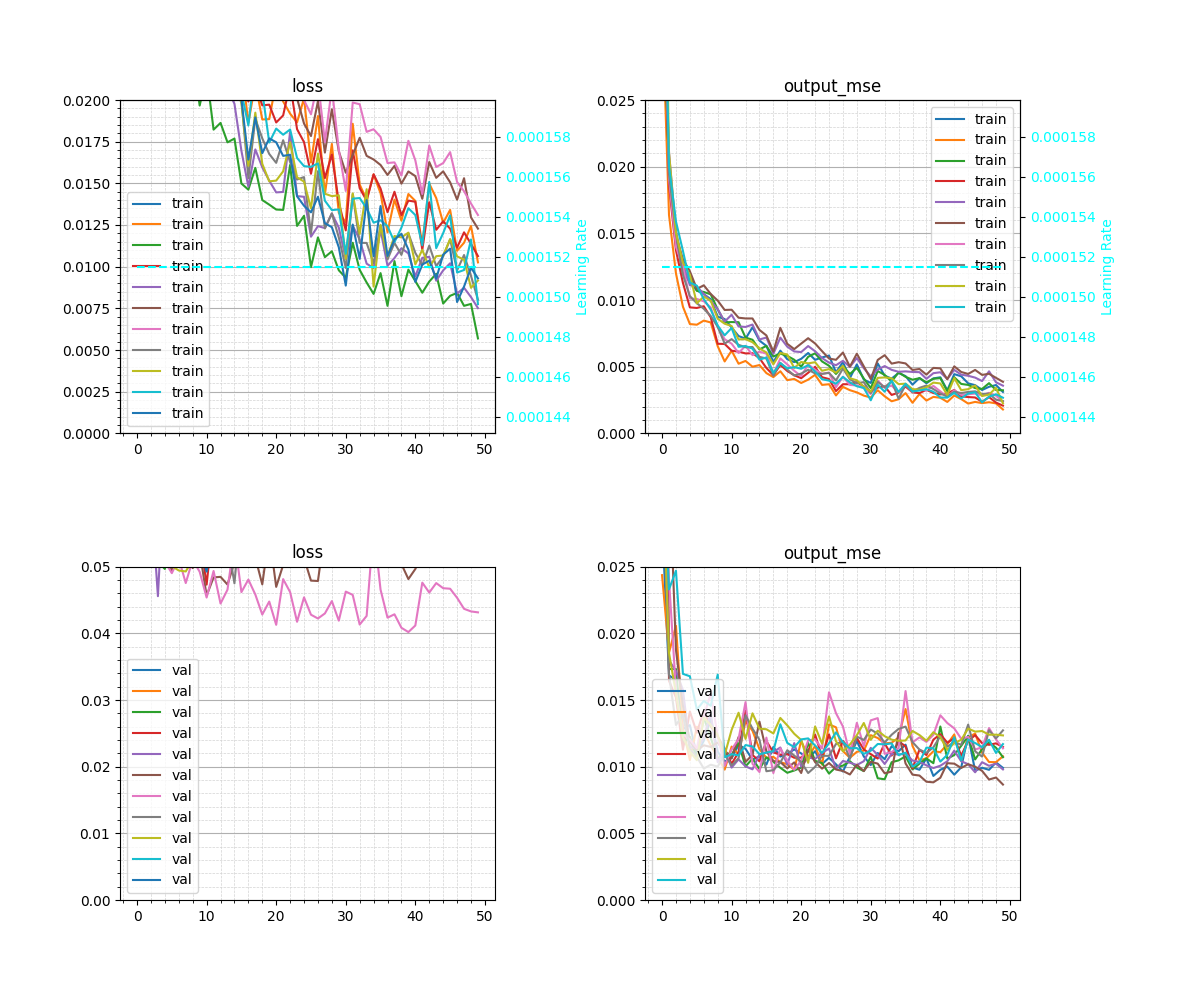 loss
0.0200
0.0175
0.0150
0.0125
0.0100
0.0075
0.0050
0.0025
0.0000
train
train
train
train
train
train
train
train
train
train
train
0 10 20 30 40 50
0.000158
0.000156
0.000154
0.000152
0.000150
0.000148
0.000146
0.000144
Learning Rate
output_mse
0.025
0.020
0.015
0.010
0.005
0.000
train
train
train
train
train
train
train
train
train
train
0 10 20 30 40 50
0.000158
0.000156
0.000154
0.000152
0.000150
0.000148
0.000146
0.000144
Learning Rate
loss
0.05
0.04
0.03
0.02
0.01
0.00
val
val
val
val
val
val
val
val
val
val
val
0 10 20 30 40 50
output_mse
0.025
0.020
0.015
0.010
0.005
0.000
val
val
val
val
val
val
val
val
val
val
0 10 20 30 40 50